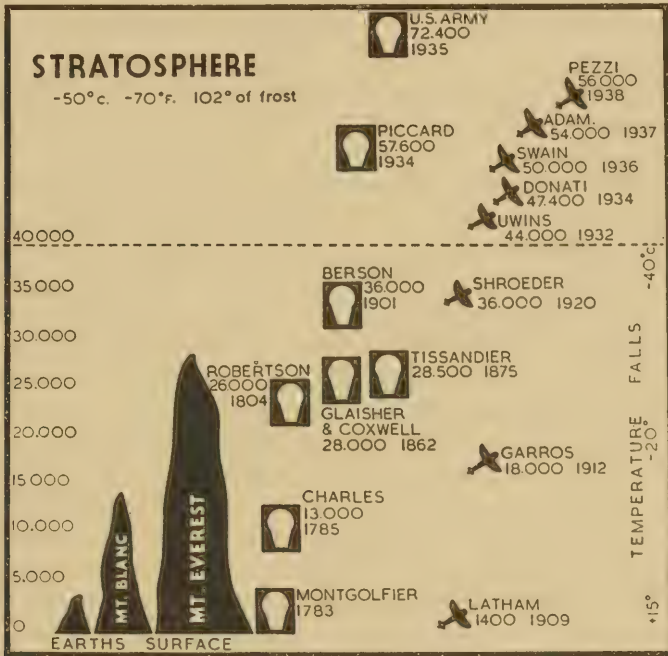 U.S. ARMY
72.400
1935
STRATOSPHERE
-50°C. -70°F. 102° of frost
PEZZI
56.000
1938
ADAM.
54.000 1937
PICCARD
57.600
1934
SWAIN
50.000 1936
DONATI
47.400 1934
UWINS
44.000 1932
40000
-40°C
BERSON
36.000
1901
SHROEDER
36.000 1920
35.000
30.000
ROBERTSON
26000
1804
TISSANDIER
28.500 1875
25.000
GLAISHER
& COXWELL
28.000 1862
20.000
GARROS
18.000 1912
15 000
CHARLES
13.000
1785
10.000
5.000
MONTGOLFIER
1783
LATHAM
1400 1909
0
MT. BLANC
MT. EVEREST
EARTHS SURFACE
TEMPERATURE FALLS
-20°
+15°